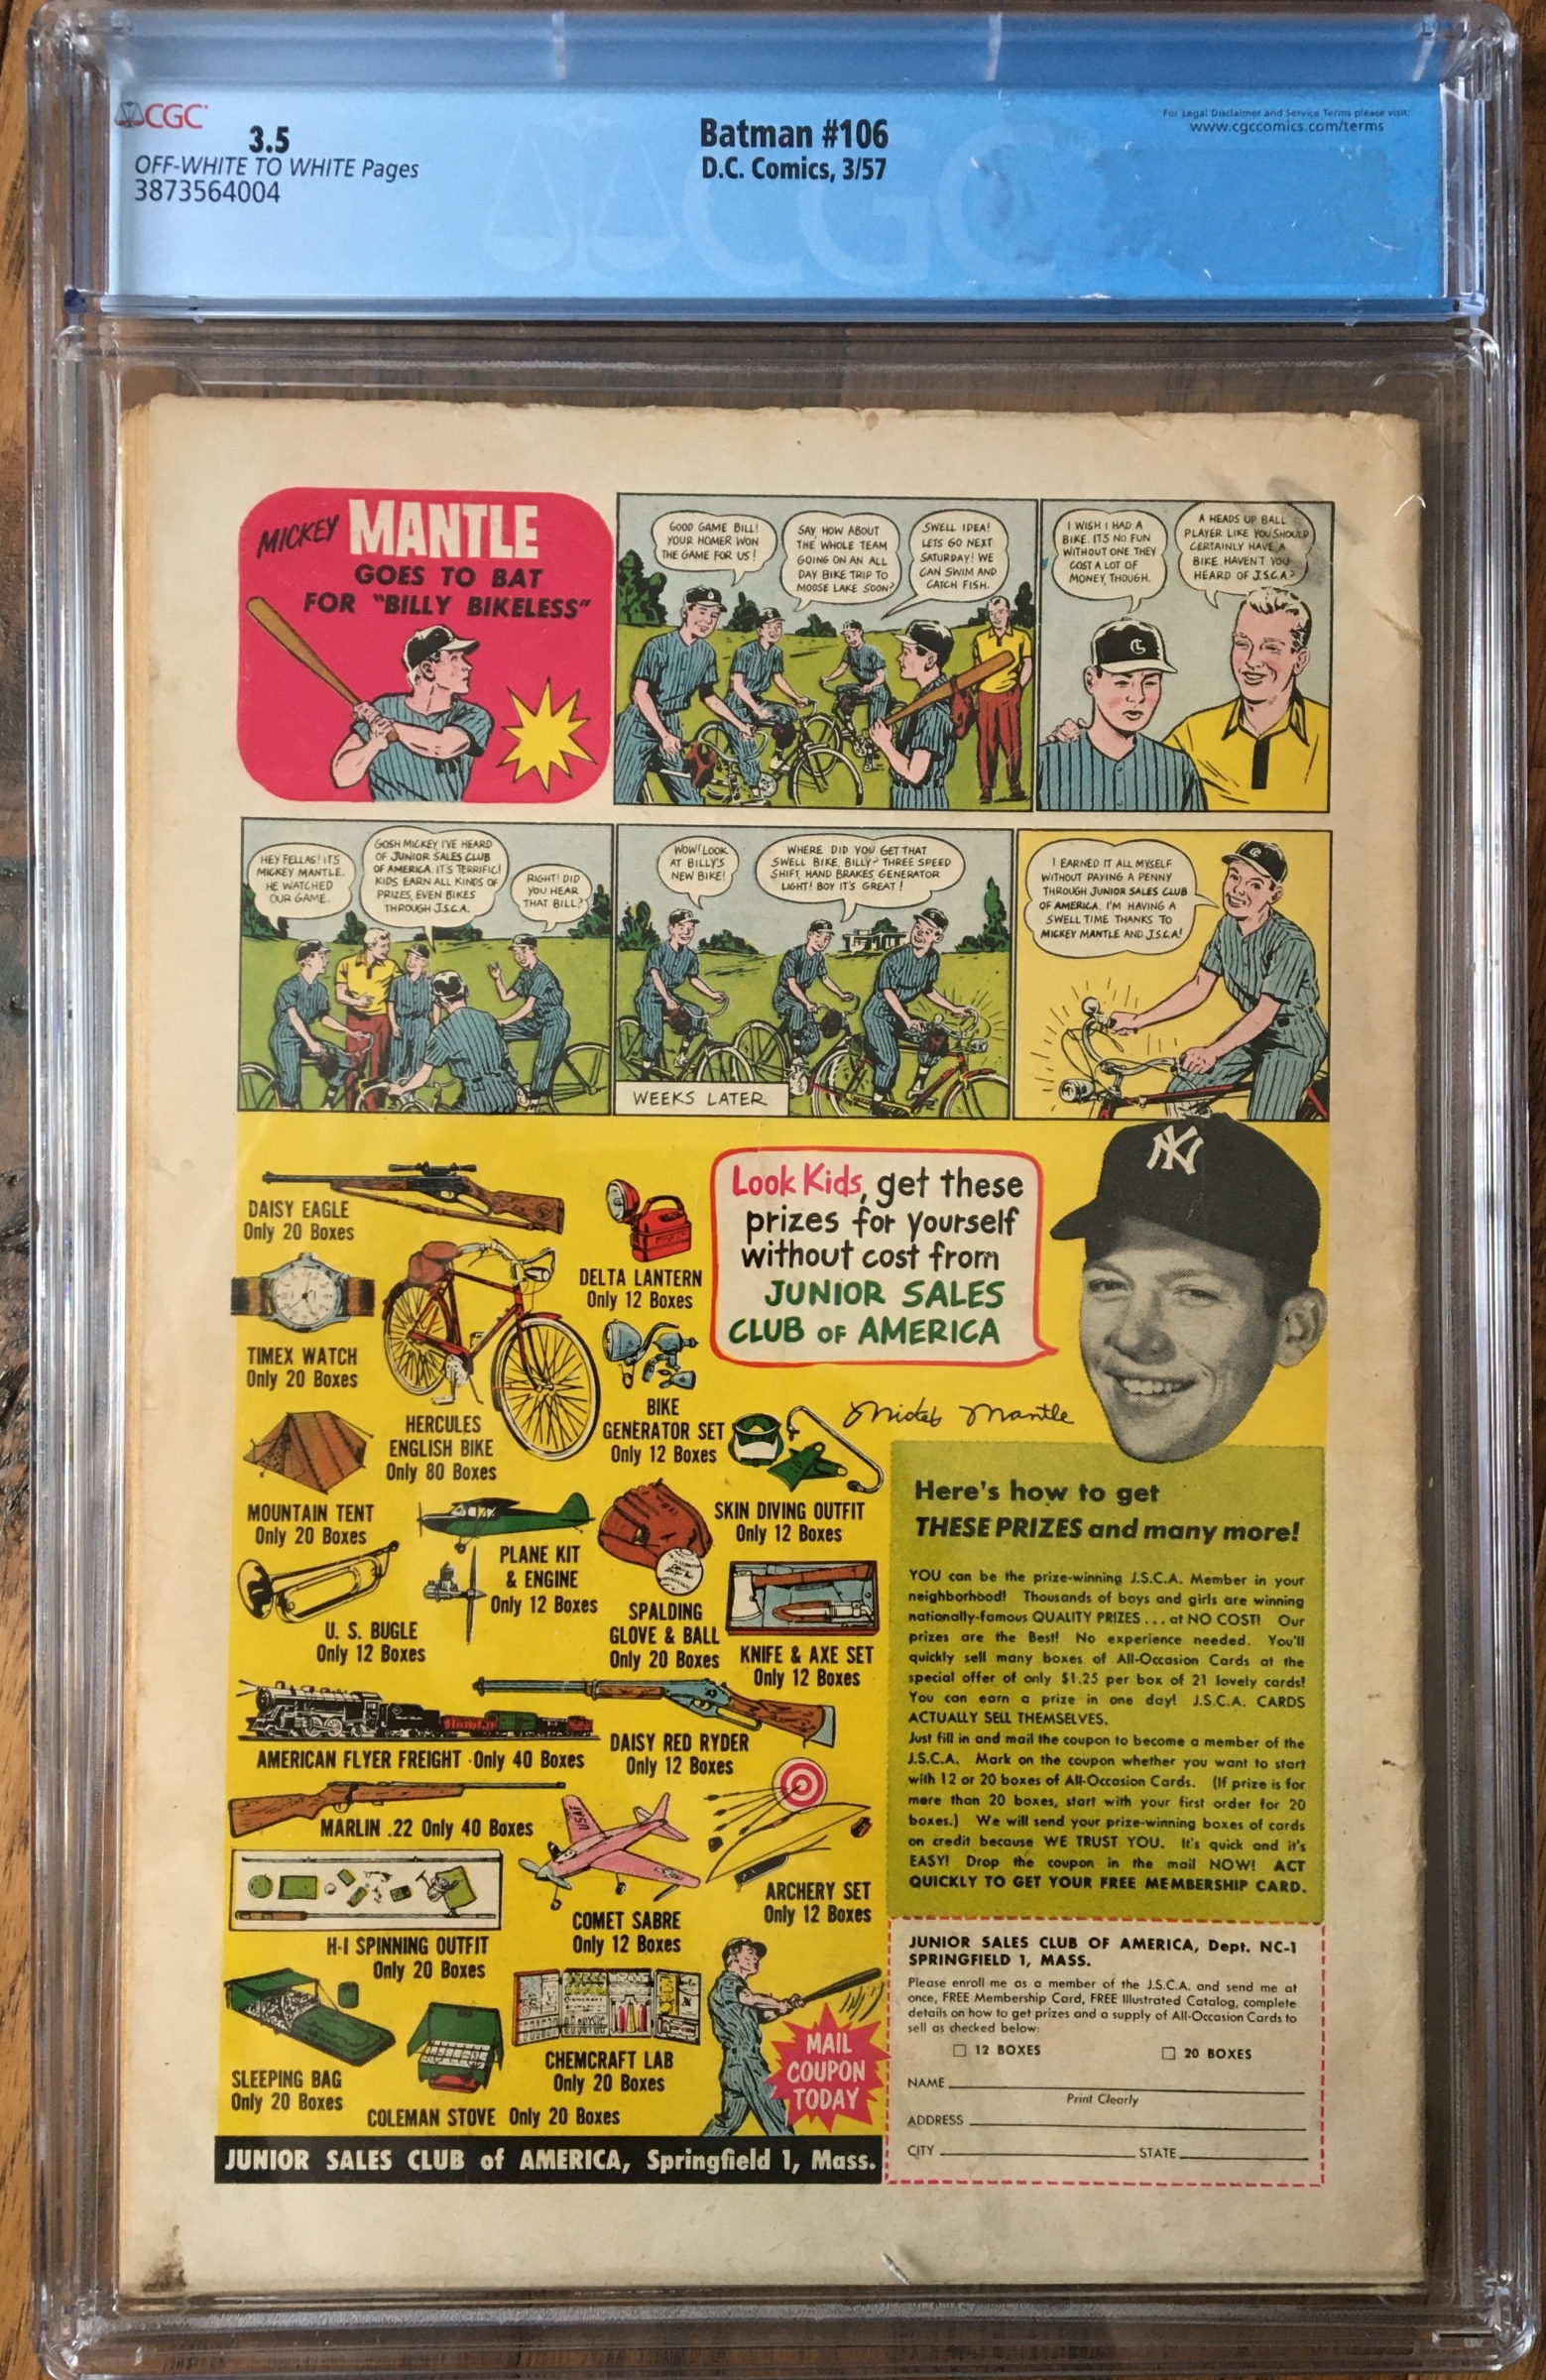 CGC
3.5
OFF-WHITE TO WHITE Pages
3873564004
Batman #106
D.C. Comics, 3/57
For Legal Disclaimer and Service Terms please visit:
www.cgccomics.com/terms
CGC
MICKEY MANTLE
GOES TO BAT
FOR "BILLY BIKELESS"
GOOD GAME BILL!
YOUR HOMER WON
THE GAME FOR US!
SAY, HOW ABOUT
THE WHOLE TEAM
GOING ON AN ALL
DAY BIKE TRIP TO
MOOSE LAKE SOON?
SWELL IDEA!
LETS GO NEXT
SATURDAY! WE
CAN SWIM AND
CATCH FISH.
I WISH I HAD A
BIKE. IT'S NO FUN
WITHOUT ONE THEY
COST A LOT OF
MONEY, THOUGH.
A HEADS UP BALL
PLAYER LIKE YOU SHOULD
CERTAINLY HAVE A
BIKE. HAVEN'T YOU
HEARD OF J.S.C.A?
HEY FELLAS! IT'S
MICKEY MANTLE.
HE WATCHED
OUR GAME.
GOSH MICKEY, I'VE HEARD
OF JUNIOR SALES CLUB
OF AMERICA. IT'S TERRIFIC!
KIDS EARN ALL KINDS OF
PRIZES, EVEN BIKES
THROUGH J.S.C.A.
RIGHT! DID
YOU HEAR
THAT BILL?
WOW! LOOK
AT BILLY'S
NEW BIKE!
WHERE DID YOU GET THAT
SWELL BIKE, BILLY? THREE SPEED
SHIFT, HAND BRAKES, GENERATOR
LIGHT! BOY IT'S GREAT!
WEEKS LATER
I EARNED IT ALL MYSELF
WITHOUT PAYING A PENNY
THROUGH JUNIOR SALES CLUB
OF AMERICA. I'M HAVING A
SWELL TIME THANKS TO
MICKEY MANTLE AND J.S.C.A!
DAISY EAGLE
Only 20 Boxes
DELTA LANTERN
Only 12 Boxes
TIMEX WATCH
Only 20 Boxes
HERCULES
ENGLISH BIKE
Only 80 Boxes
BIKE
GENERATOR SET
Only 12 Boxes
MOUNTAIN TENT
Only 20 Boxes
SKIN DIVING OUTFIT
Only 12 Boxes
PLANE KIT
& ENGINE
Only 12 Boxes
U. S. BUGLE
Only 12 Boxes
SPALDING
GLOVE & BALL
Only 20 Boxes
KNIFE & AXE SET
Only 12 Boxes
AMERICAN FLYER FREIGHT · Only 40 Boxes
DAISY RED RYDER
Only 12 Boxes
MARLIN .22 Only 40 Boxes
USAF
ARCHERY SET
Only 12 Boxes
COMET SABRE
Only 12 Boxes
H-I SPINNING OUTFIT
Only 20 Boxes
CHEMCRAFT LAB
Only 20 Boxes
SLEEPING BAG
Only 20 Boxes
COLEMAN STOVE Only 20 Boxes
MAIL
COUPON
TODAY
JUNIOR SALES CLUB of AMERICA, Springfield 1, Mass.
Look Kids, get these
prizes for yourself
without cost from
JUNIOR SALES
CLUB OF AMERICA
NY
Mickey Mantle
Here's how to get
THESE PRIZES and many more!
YOU can be the prize-winning J.S.C.A. Member in your
neighborhood! Thousands of boys and girls are winning
nationally-famous QUALITY PRIZES . . . at NO COST! Our
prizes are the Best! No experience needed. You'll
quickly sell many boxes of All-Occasion Cards at the
special offer of only $1.25 per box of 21 lovely cards!
You can earn a prize in one day! J.S.C.A. CARDS
ACTUALLY SELL THEMSELVES.
Just fill in and mail the coupon to become a member of the
J.S.C.A. Mark on the coupon whether you want to start
with 12 or 20 boxes of All-Occasion Cards. (If prize is for
more than 20 boxes, start with your first order for 20
boxes.) We will send your prize-winning boxes of cards
on credit because WE TRUST YOU. It's quick and it's
EASY! Drop the coupon in the mail NOW! ACT
QUICKLY TO GET YOUR FREE MEMBERSHIP CARD.
JUNIOR SALES CLUB OF AMERICA, Dept. NC-1
SPRINGFIELD 1, MASS.
Please enroll me as a member of the J.S.C.A. and send me at
once, FREE Membership Card, FREE Illustrated Catalog, complete
details on how to get prizes and a supply of All-Occasion Cards to
sell as checked below:
12 BOXES
20 BOXES
NAME
Print Clearly
ADDRESS
CITY STATE